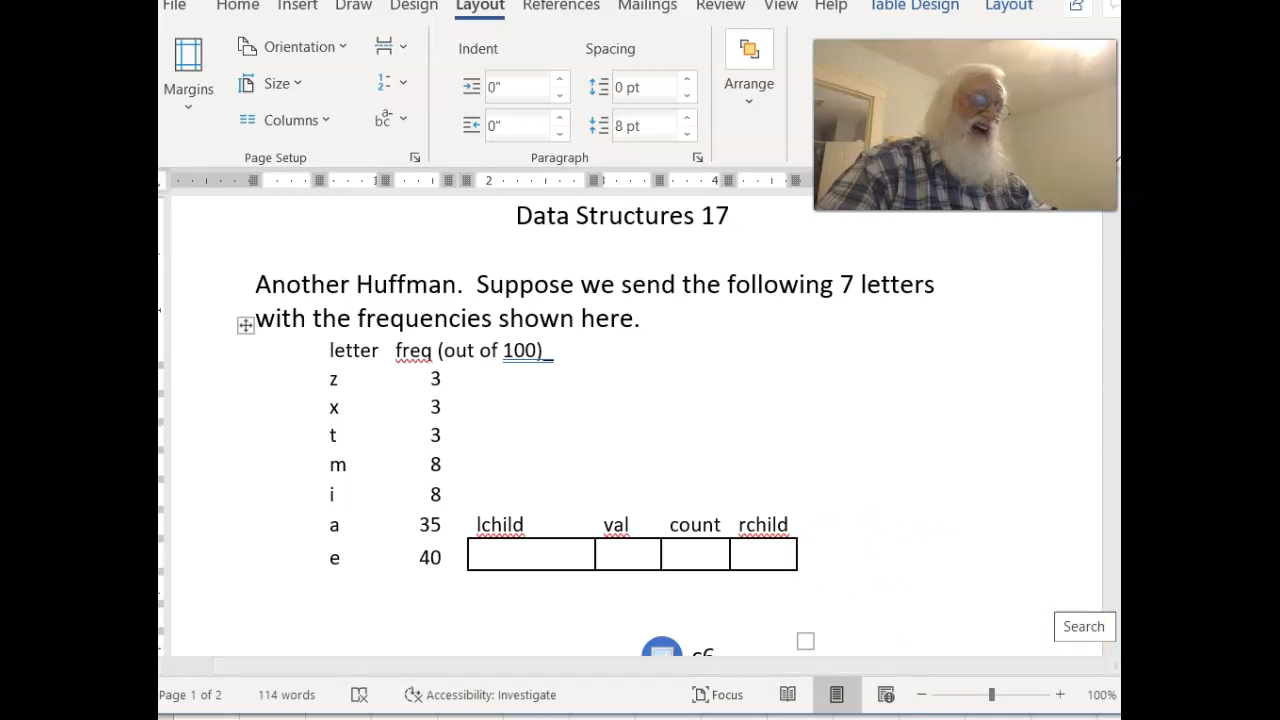 File Home Insert Draw Design Layout References Mailings Review View Help Table Design Layout
Margins
Orientation
Size
Columns
Page Setup
Indent
0"
0"
Spacing
0 pt
8 pt
Paragraph
Arrange
1 2 4
Data Structures 17
Another Huffman. Suppose we send the following 7 letters
with the frequencies shown here.
letter freq (out of 100)_
z 3
x 3
t 3
m 8
i 8
a 35 lchild val count rchild
e 40
Search
Page 1 of 2 114 words Accessibility: Investigate Focus 100%